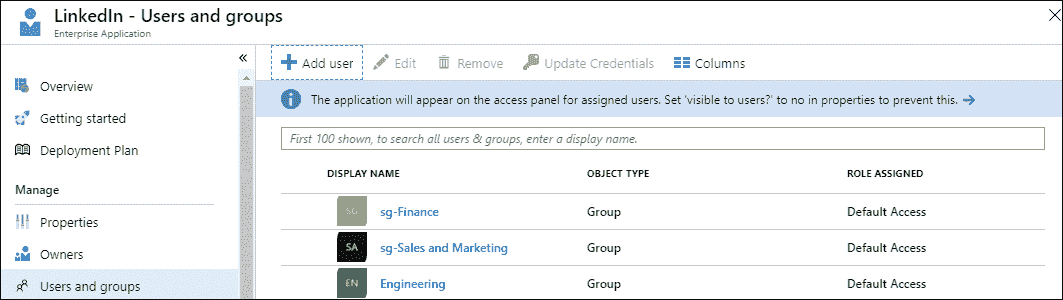 LinkedIn - Users and groups
Enterprise Application
Overview
Getting started
Deployment Plan
Manage
Properties
Owners
Users and groups
Add user Edit Remove Update Credentials Columns
The application will appear on the access panel for assigned users. Set 'visible to users?' to no in properties to prevent this.
First 100 shown, to search all users & groups, enter a display name.
DISPLAY NAME OBJECT TYPE ROLE ASSIGNED
SG sg-Finance Group Default Access
SA sg-Sales and Marketing Group Default Access
EN Engineering Group Default Access